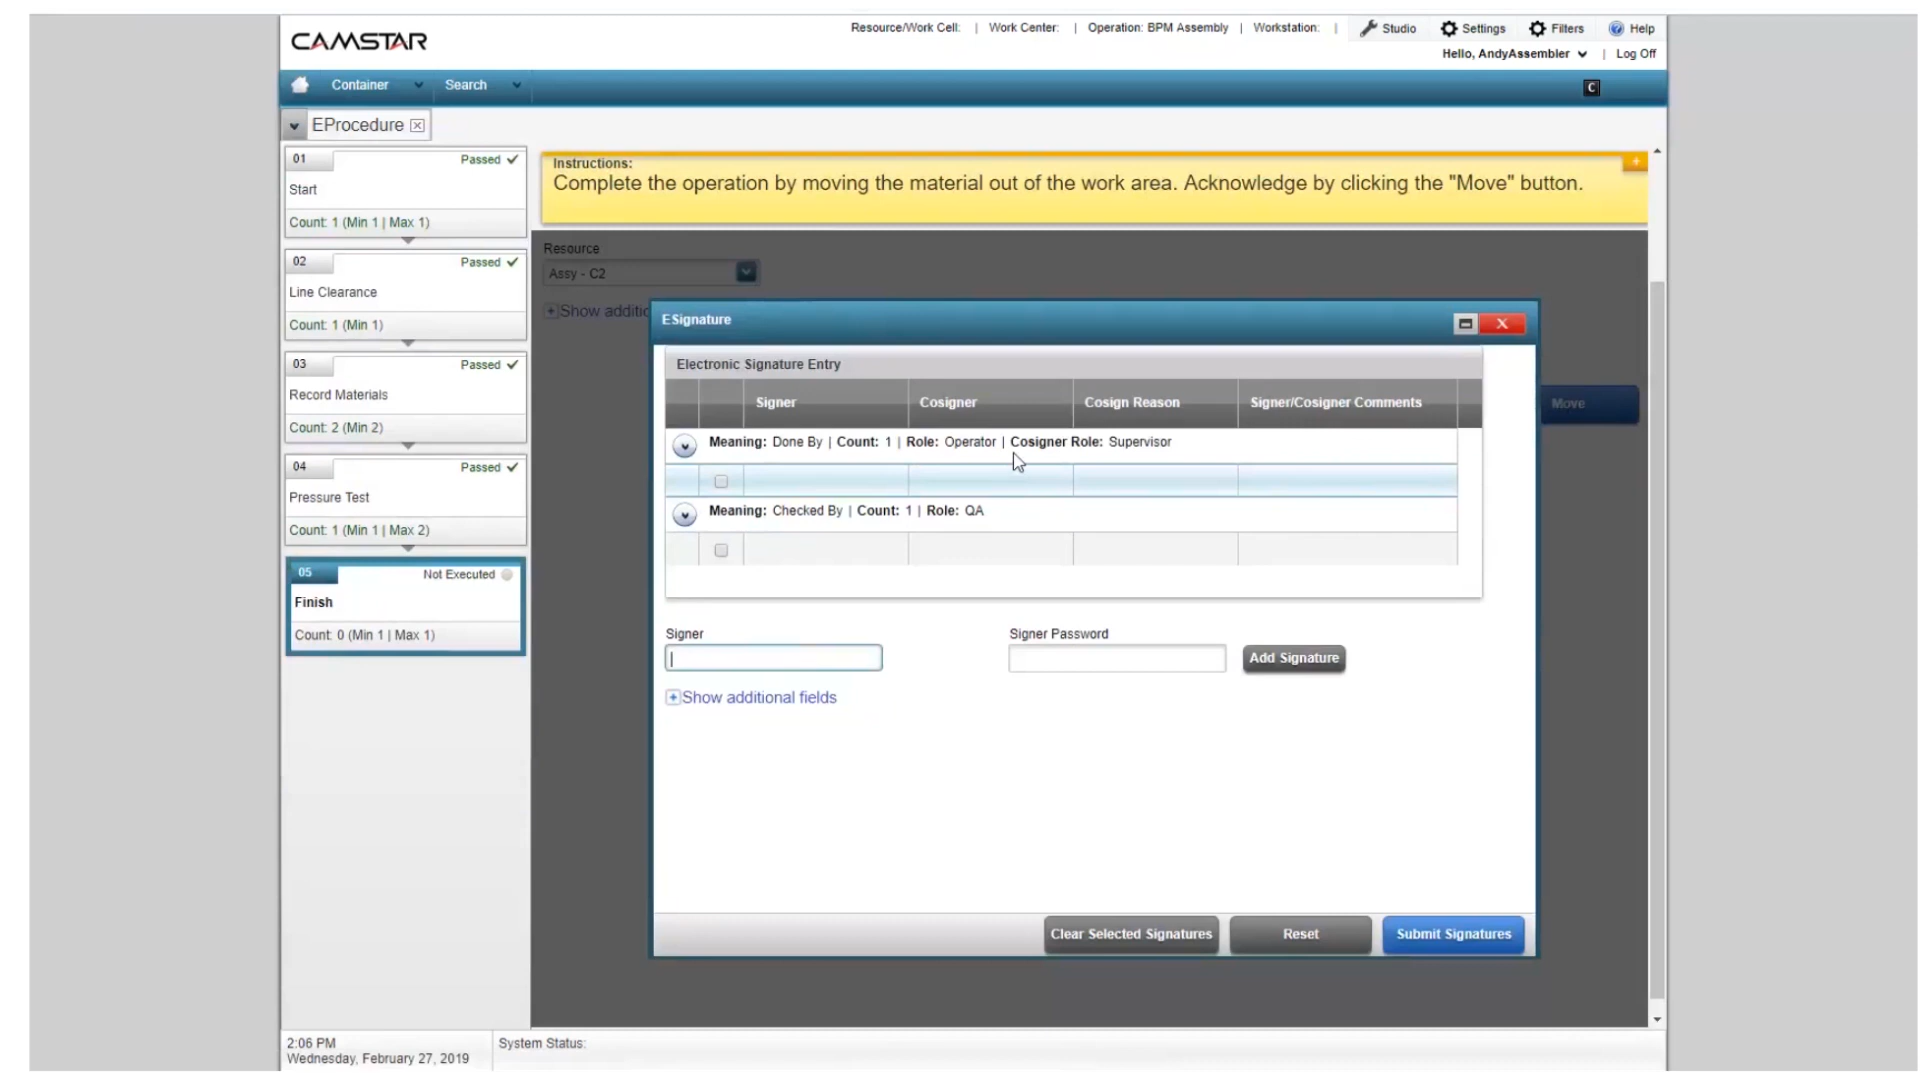 CAMSTAR
Resource/Work Cell: | Work Center: | Operation: BPM Assembly | Workstation: | Studio Settings Filters Help
Hello, AndyAssembler | Log Off
Container Search
C
EProcedure
01 Passed
Start
Count: 1 (Min 1 | Max 1)
02 Passed
Line Clearance
Count: 1 (Min 1)
03 Passed
Record Materials
Count: 2 (Min 2)
04 Passed
Pressure Test
Count: 1 (Min 1 | Max 2)
05 Not Executed
Finish
Count: 0 (Min 1 | Max 1)
Instructions:
Complete the operation by moving the material out of the work area. Acknowledge by clicking the "Move" button.
Resource
Assy - C2
Show additio
Move
ESignature
Electronic Signature Entry
Signer Cosigner Cosign Reason Signer/Cosigner Comments
Meaning: Done By | Count: 1 | Role: Operator | Cosigner Role: Supervisor
Meaning: Checked By | Count: 1 | Role: QA
Signer Signer Password
Add Signature
Show additional fields
Clear Selected Signatures Reset Submit Signatures
2:06 PM
Wednesday, February 27, 2019
System Status: